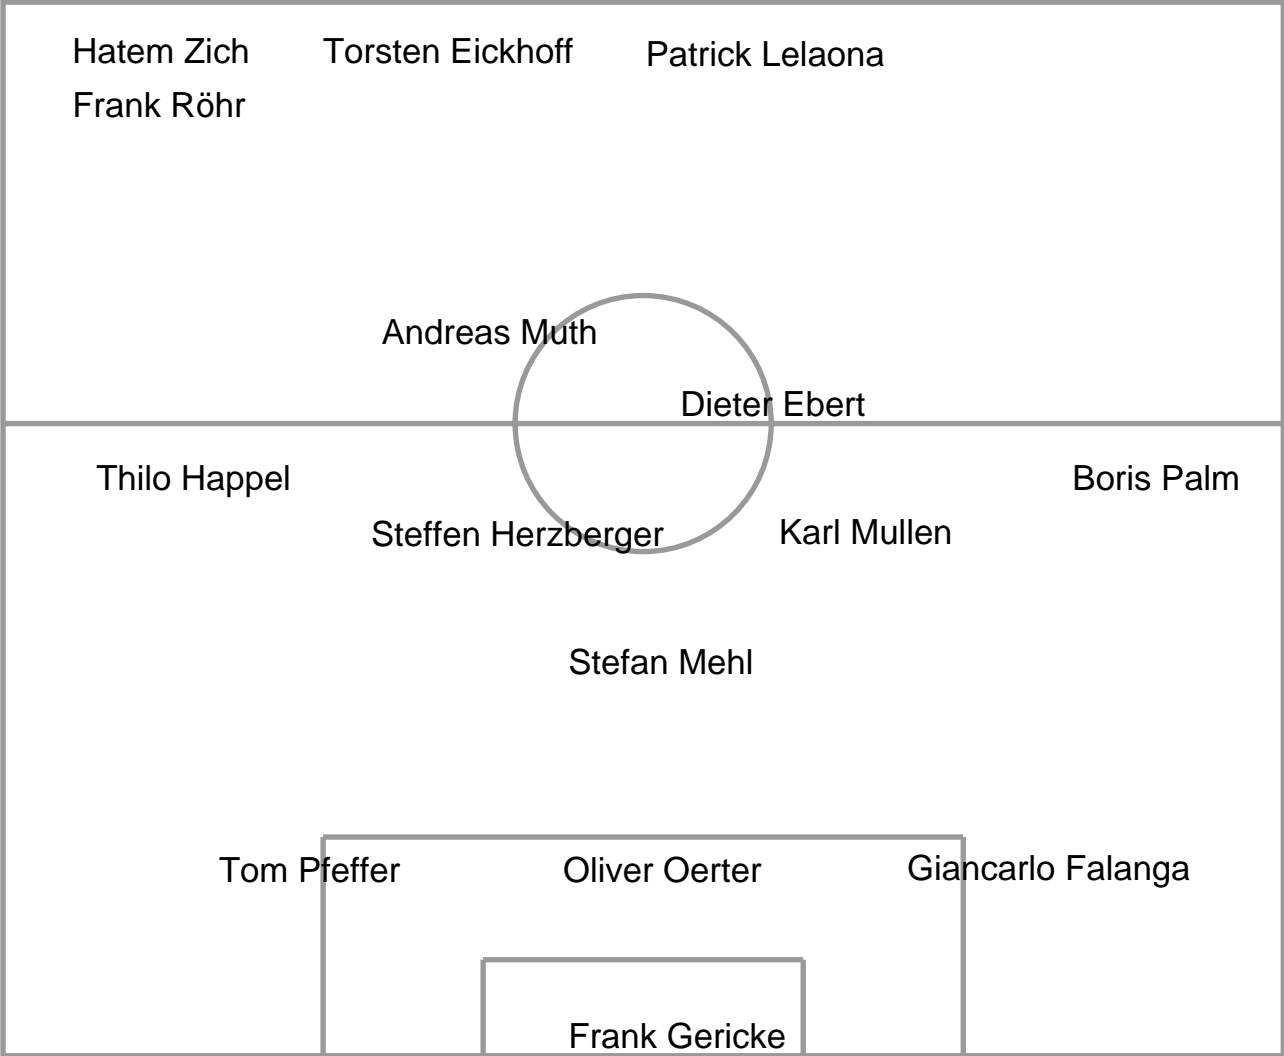 Hatem Zich Torsten Eickhoff Patrick Lelaona
Frank Röhr
Andreas Muth
Dieter Ebert
Thilo Happel Boris Palm
Steffen Herzberger Karl Mullen
Stefan Mehl
Tom Pfeffer Oliver Oerter Giancarlo Falanga
Frank Gericke